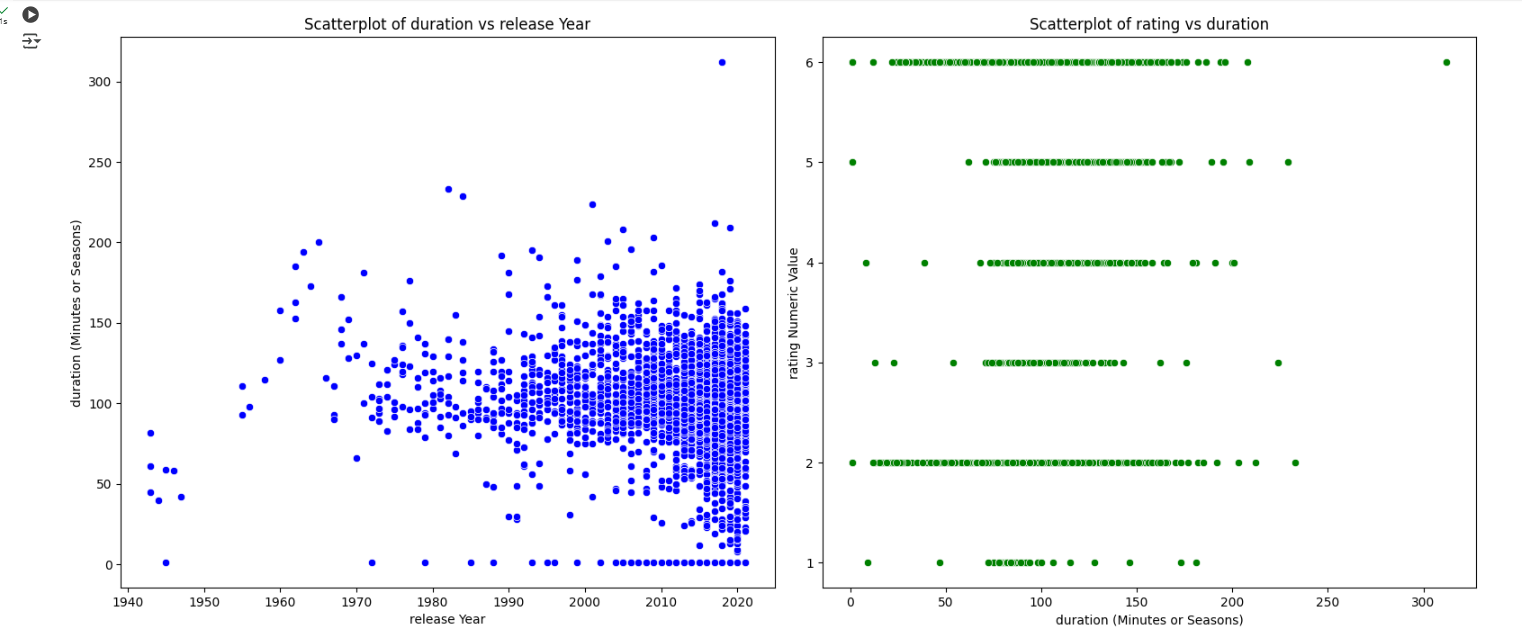 1s
Scatterplot of duration vs release Year
300
250
200
150
100
50
0
duration (Minutes or Seasons)
1940 1950 1960 1970 1980 1990 2000 2010 2020
release Year
Scatterplot of rating vs duration
6
5
4
3
2
1
rating Numeric Value
0 50 100 150 200 250 300
duration (Minutes or Seasons)